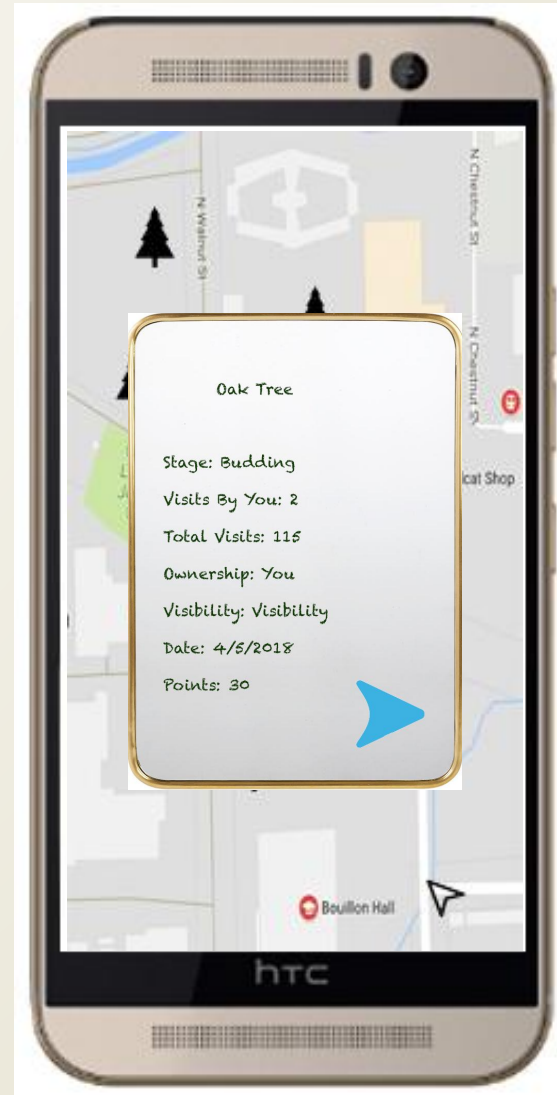 N Walnut St
N Chestnut St
N Chestnut St
Oak Tree
Stage: Budding
Visits By You: 2
Total Visits: 115
Ownership: You
Visibility: Visibility
Date: 4/5/2018
Points: 30
cat Shop
Bouillon Hall
hTC